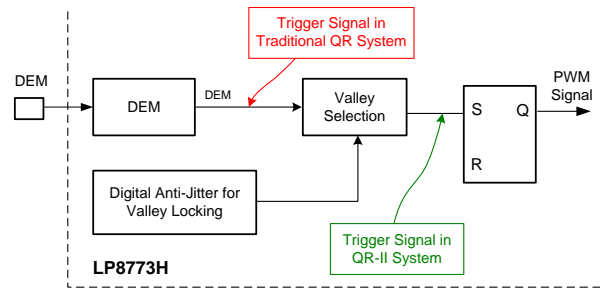 Trigger Signal in
Traditional QR System
DEM
DEM
DEM
Valley
Selection
PWM
Signal
S
Q
R
Digital Anti-Jitter for
Valley Locking
Trigger Signal in
QR-II System
LP8773H